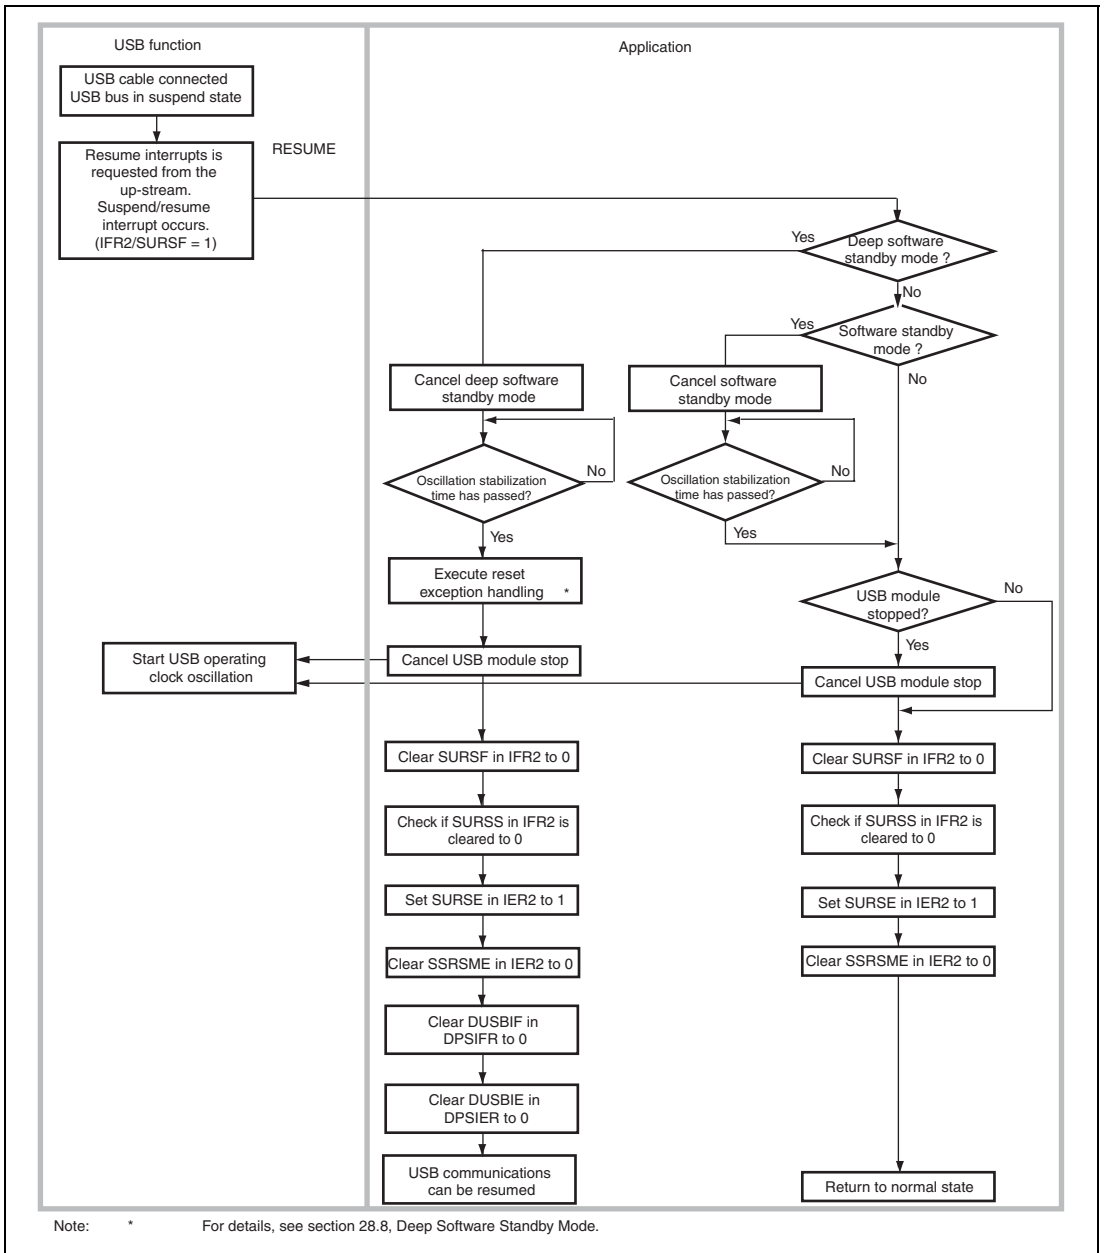 USB function
Application
USB cable connected
USB bus in suspend state
Resume interrupts is
requested from the
up-stream.
Suspend/resume
interrupt occurs.
(IFR2/SURSF = 1)
RESUME
Yes
Deep software
standby mode ?
No
Yes
Software standby
mode ?
No
Cancel deep software
standby mode
Cancel software
standby mode
Oscillation stabilization
time has passed?
No
Oscillation stabilization
time has passed?
No
Yes
Yes
Execute reset
exception handling *
USB module
stopped?
No
Yes
Start USB operating
clock oscillation
Cancel USB module stop
Cancel USB module stop
Clear SURSF in IFR2 to 0
Clear SURSF in IFR2 to 0
Check if SURSS in IFR2 is
cleared to 0
Check if SURSS in IFR2 is
cleared to 0
Set SURSE in IER2 to 1
Set SURSE in IER2 to 1
Clear SSRSME in IER2 to 0
Clear SSRSME in IER2 to 0
Clear DUSBIF in
DPSIFR to 0
Clear DUSBIE in
DPSIER to 0
USB communications
can be resumed
Return to normal state
Note: * For details, see section 28.8, Deep Software Standby Mode.